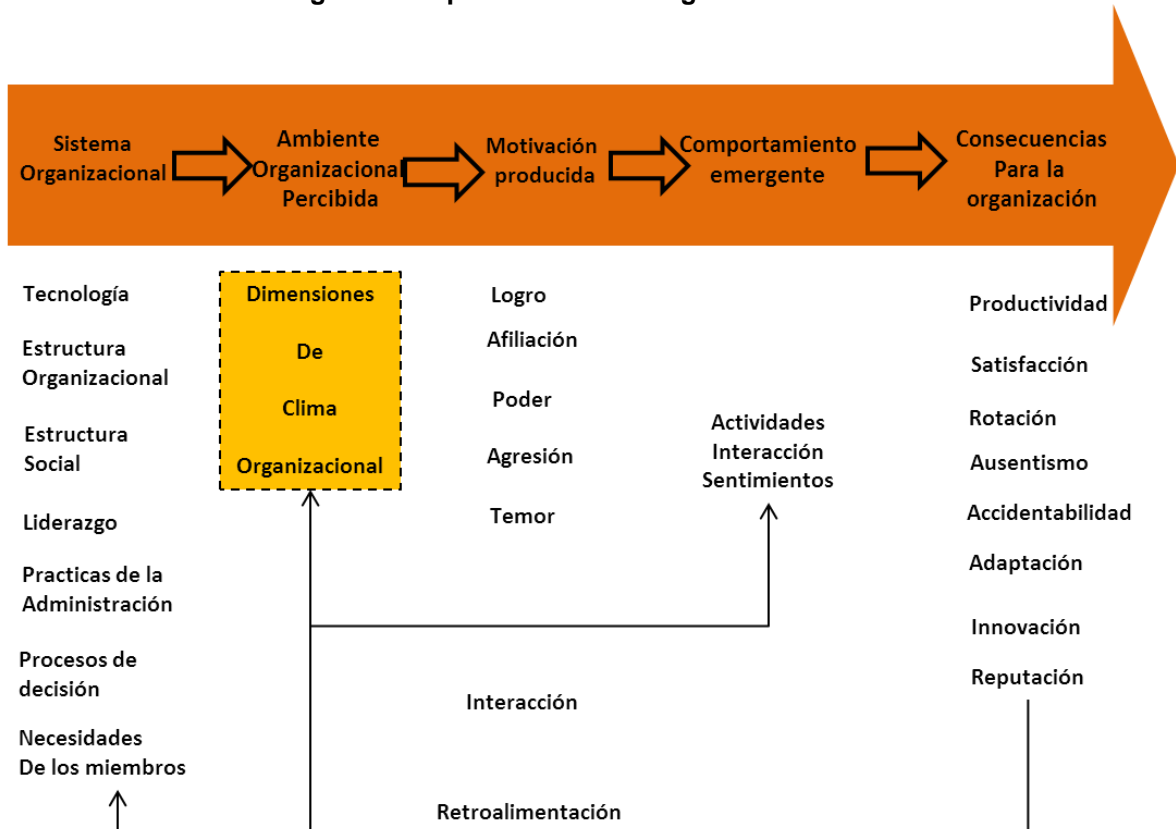 Sistema
Organizacional
Ambiente
Organizacional
Percibida
Motivación
producida
Comportamiento
emergente
Consecuencias
Para la
organización
Tecnología
Estructura
Organizacional
Estructura
Social
Liderazgo
Practicas de la
Administración
Procesos de
decisión
Necesidades
De los miembros
Dimensiones
De
Clima
Organizacional
Logro
Afiliación
Poder
Agresión
Temor
Actividades
Interacción
Sentimientos
Productividad
Satisfacción
Rotación
Ausentismo
Accidentabilidad
Adaptación
Innovación
Reputación
Interacción
Retroalimentación